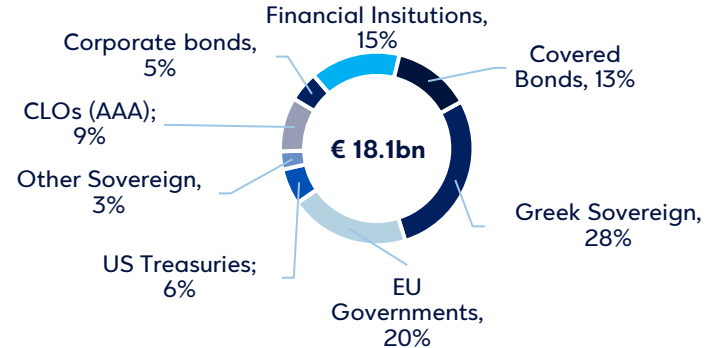 Financial Insitutions,
15%
Corporate bonds,
5%
Covered
Bonds, 13%
CLOs (AAA);
9%
€ 18.1bn
Other Sovereign,
3%
Greek Sovereign,
28%
US Treasuries;
6%
EU
Governments,
20%